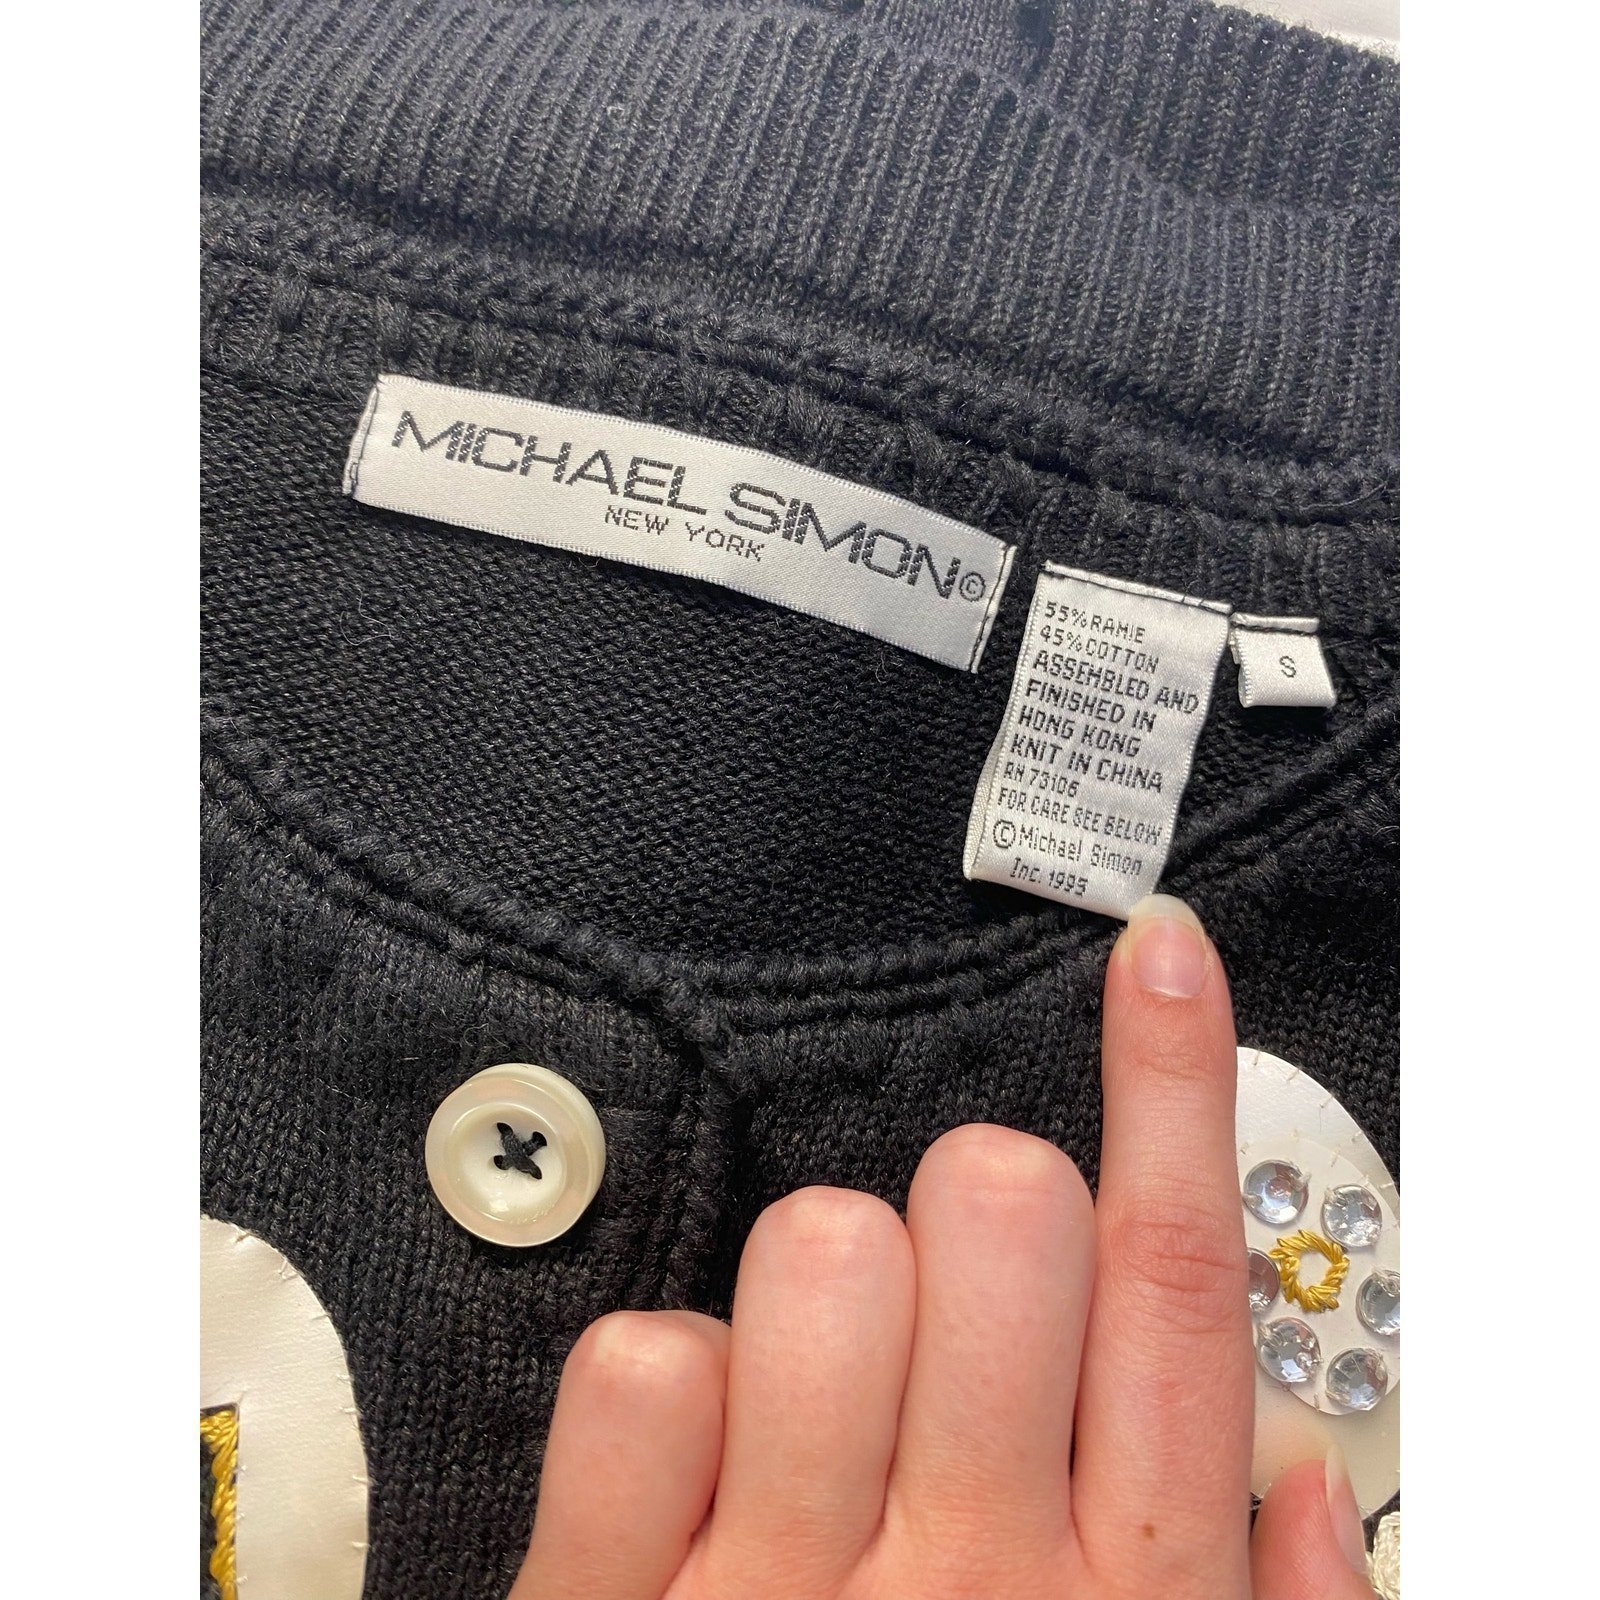 MICHAEL SIMON©
NEW YORK
55% RAMIE
45% COTTON
ASSEMBLED AND
FINISHED IN
HONG KONG
KNIT IN CHINA
RN 73106
FOR CARE SEE BELOW
© Michael Simon
Inc. 1995
S